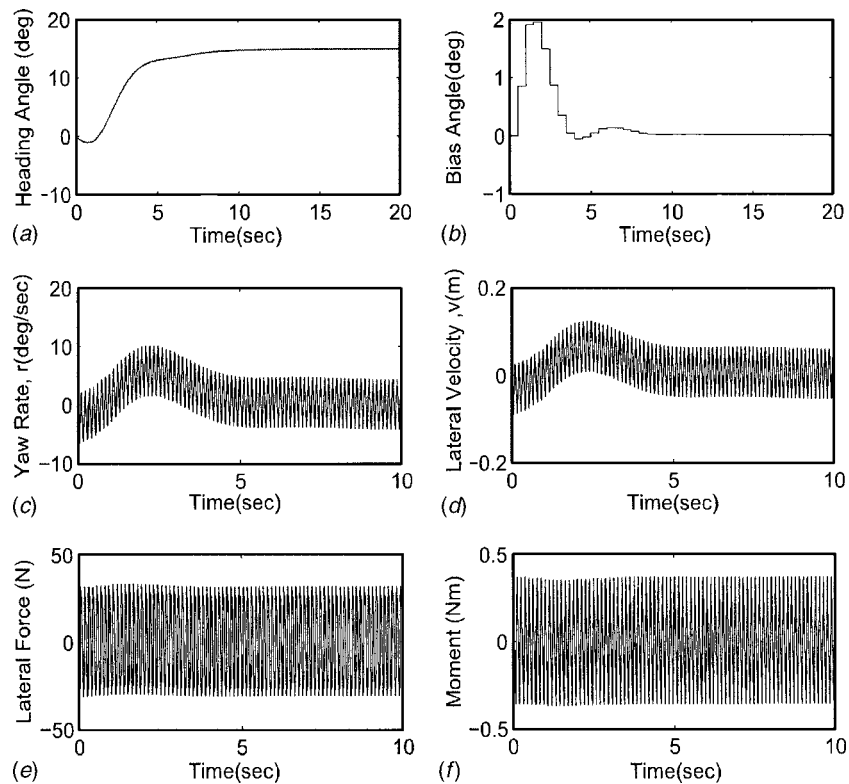 20
10
0
−10
Heading Angle (deg)
0 5 10 15 20
(a) Time(sec)
2
1
0
−1
Bias Angle(deg)
0 5 10 15 20
(b) Time(sec)
20
10
0
−10
Yaw Rate, r(deg/sec)
0 5 10
(c) Time(sec)
0.2
0
−0.2
Lateral Velocity ,v(m)
0 5 10
(d) Time(sec)
50
0
−50
Lateral Force (N)
0 5 10
(e) Time(sec)
0.5
0
−0.5
Moment (Nm)
0 5 10
(f) Time(sec)